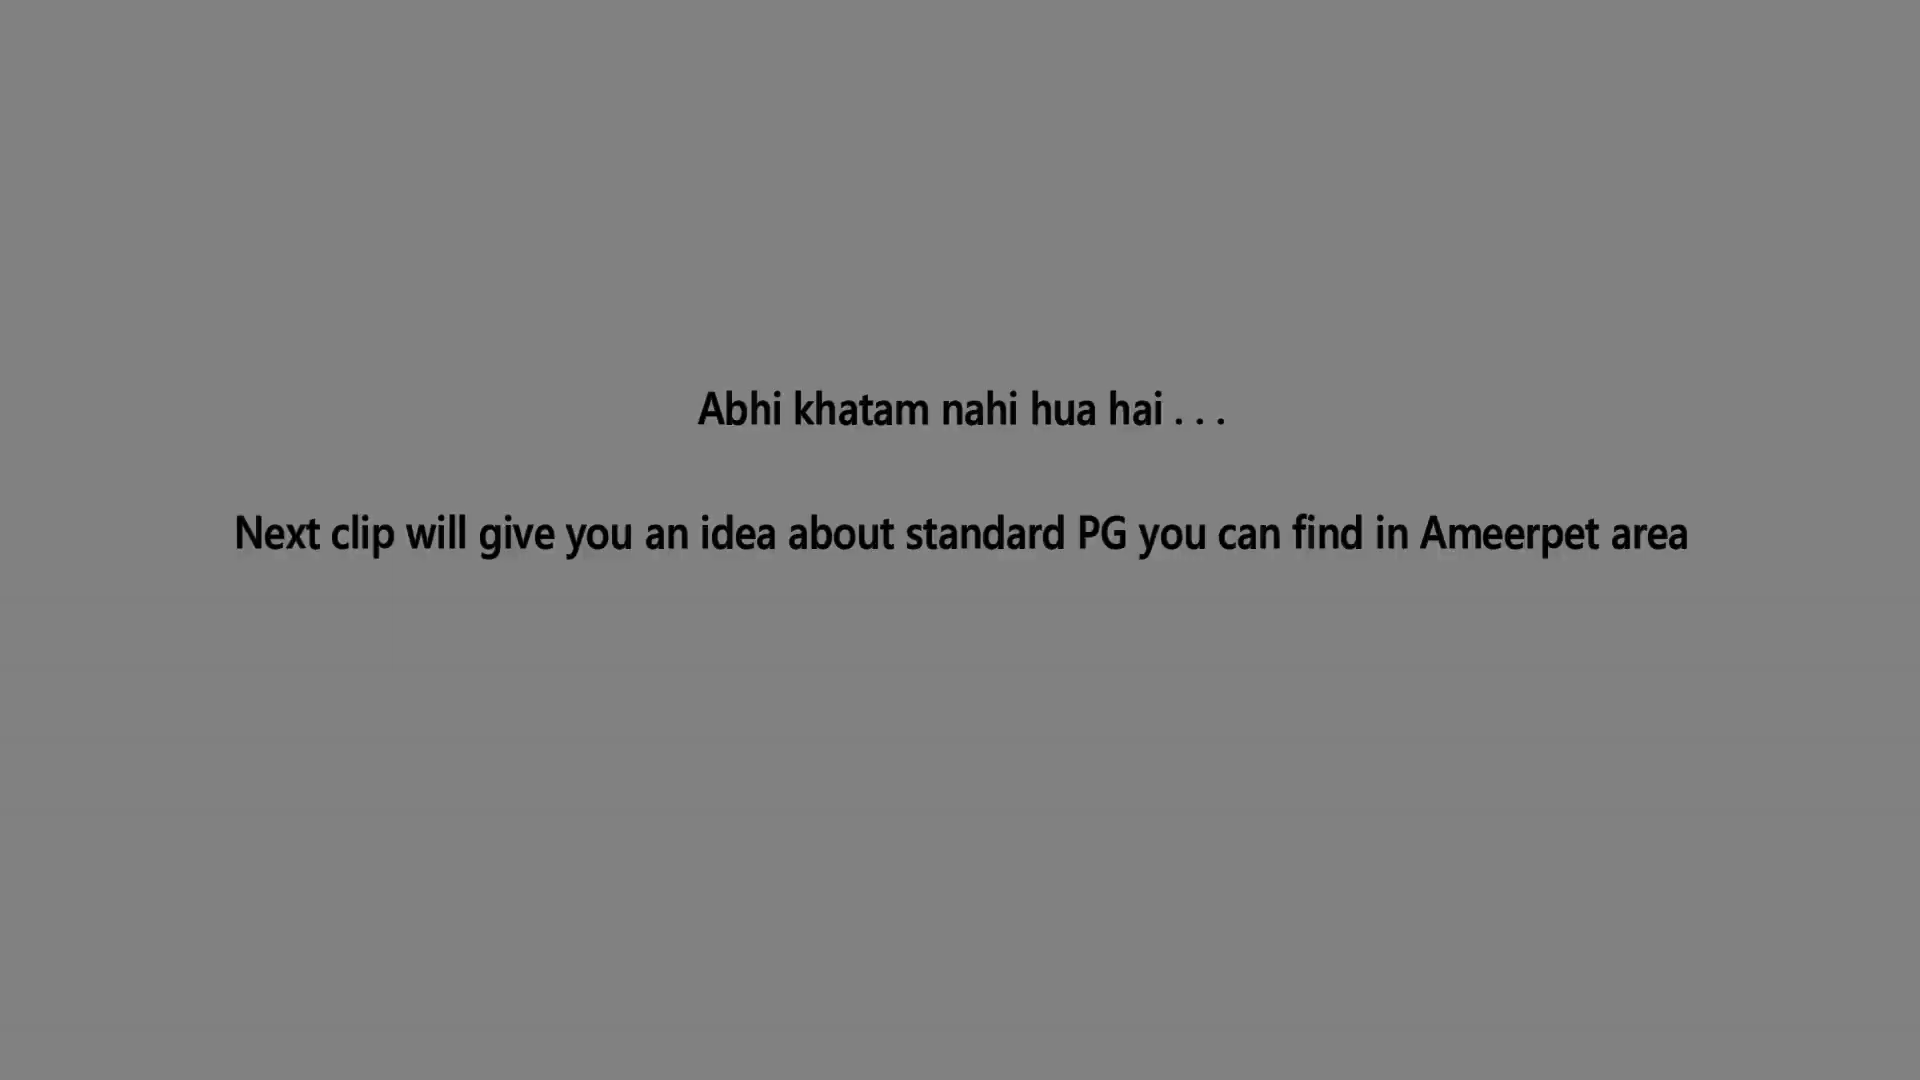 Abhi khatam nahi hua hai . . .
Next clip will give you an idea about standard PG you can find in Ameerpet area